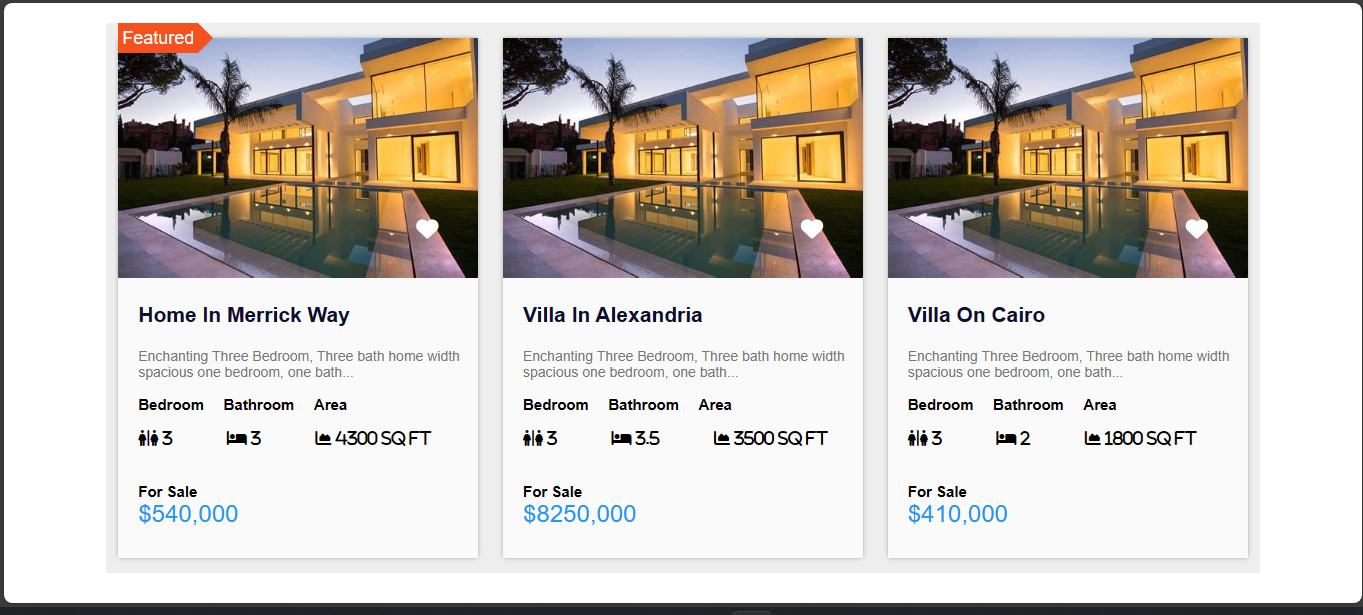 Featured
Home In Merrick Way
Enchanting Three Bedroom, Three bath home width
spacious one bedroom, one bath...
Bedroom Bathroom Area
3 3 4300 SQ FT
For Sale
$540,000
Villa In Alexandria
Enchanting Three Bedroom, Three bath home width
spacious one bedroom, one bath...
Bedroom Bathroom Area
3 3.5 3500 SQ FT
For Sale
$8250,000
Villa On Cairo
Enchanting Three Bedroom, Three bath home width
spacious one bedroom, one bath...
Bedroom Bathroom Area
3 2 1800 SQ FT
For Sale
$410,000